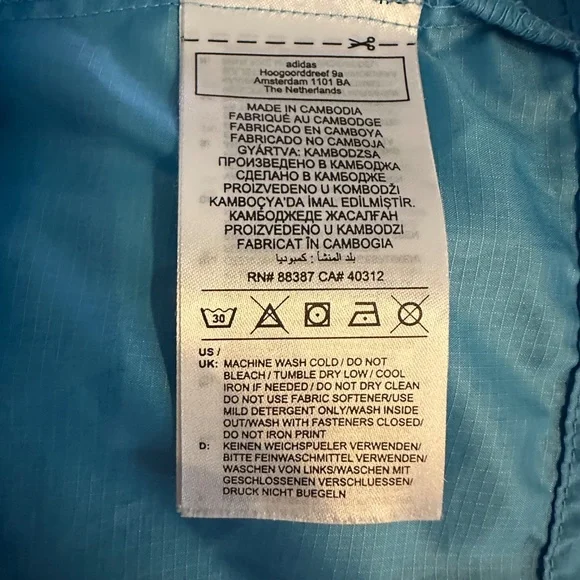 adidas
Hoogoorddreef 9a
Amsterdam 1101 BA
The Netherlands
MADE IN CAMBODIA
FABRIQUÉ AU CAMBODGE
FABRICADO EN CAMBOYA
FABRICADO NO CAMBOJA
GYÁRTVA: KAMBODZSA
ПРОИЗВЕДЕНО В КАМБОДЖА
СДЕЛАНО В КАМБОДЖЕ
PROIZVEDENO U KOMBODŽI
KAMBOÇYA'DA İMAL EDİLMİŞTİR.
КАМБОДЖЕДЕ ЖАСАЛҒАН
PROIZVEDENO V KAMBODZI
FABRICAT ÎN CAMBOGIA
بلد المنشأ : كمبوديا
RN# 88387 CA# 40312
30
US /
UK: MACHINE WASH COLD / DO NOT
BLEACH / TUMBLE DRY LOW / COOL
IRON IF NEEDED / DO NOT DRY CLEAN
DO NOT USE FABRIC SOFTENER/USE
MILD DETERGENT ONLY/WASH INSIDE
OUT/WASH WITH FASTENERS CLOSED/
DO NOT IRON PRINT
D: KEINEN WEICHSPUELER VERWENDEN/
BITTE FEINWASCHMITTEL VERWENDEN/
WASCHEN VON LINKS/WASCHEN MIT
GESCHLOSSENEN VERSCHLUESSEN/
DRUCK NICHT BUEGELN